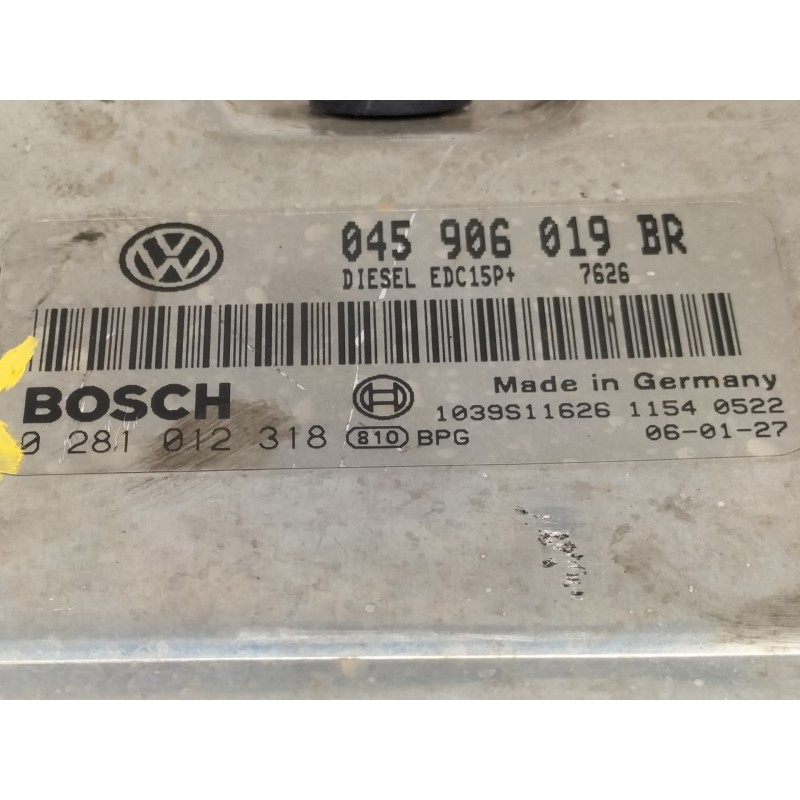 045 906 019 BR
DIESEL EDC15P+ 7626
BOSCH
Made in Germany
1039S11626 1154 0522
0 281 012 318 810 BPG
06-01-27